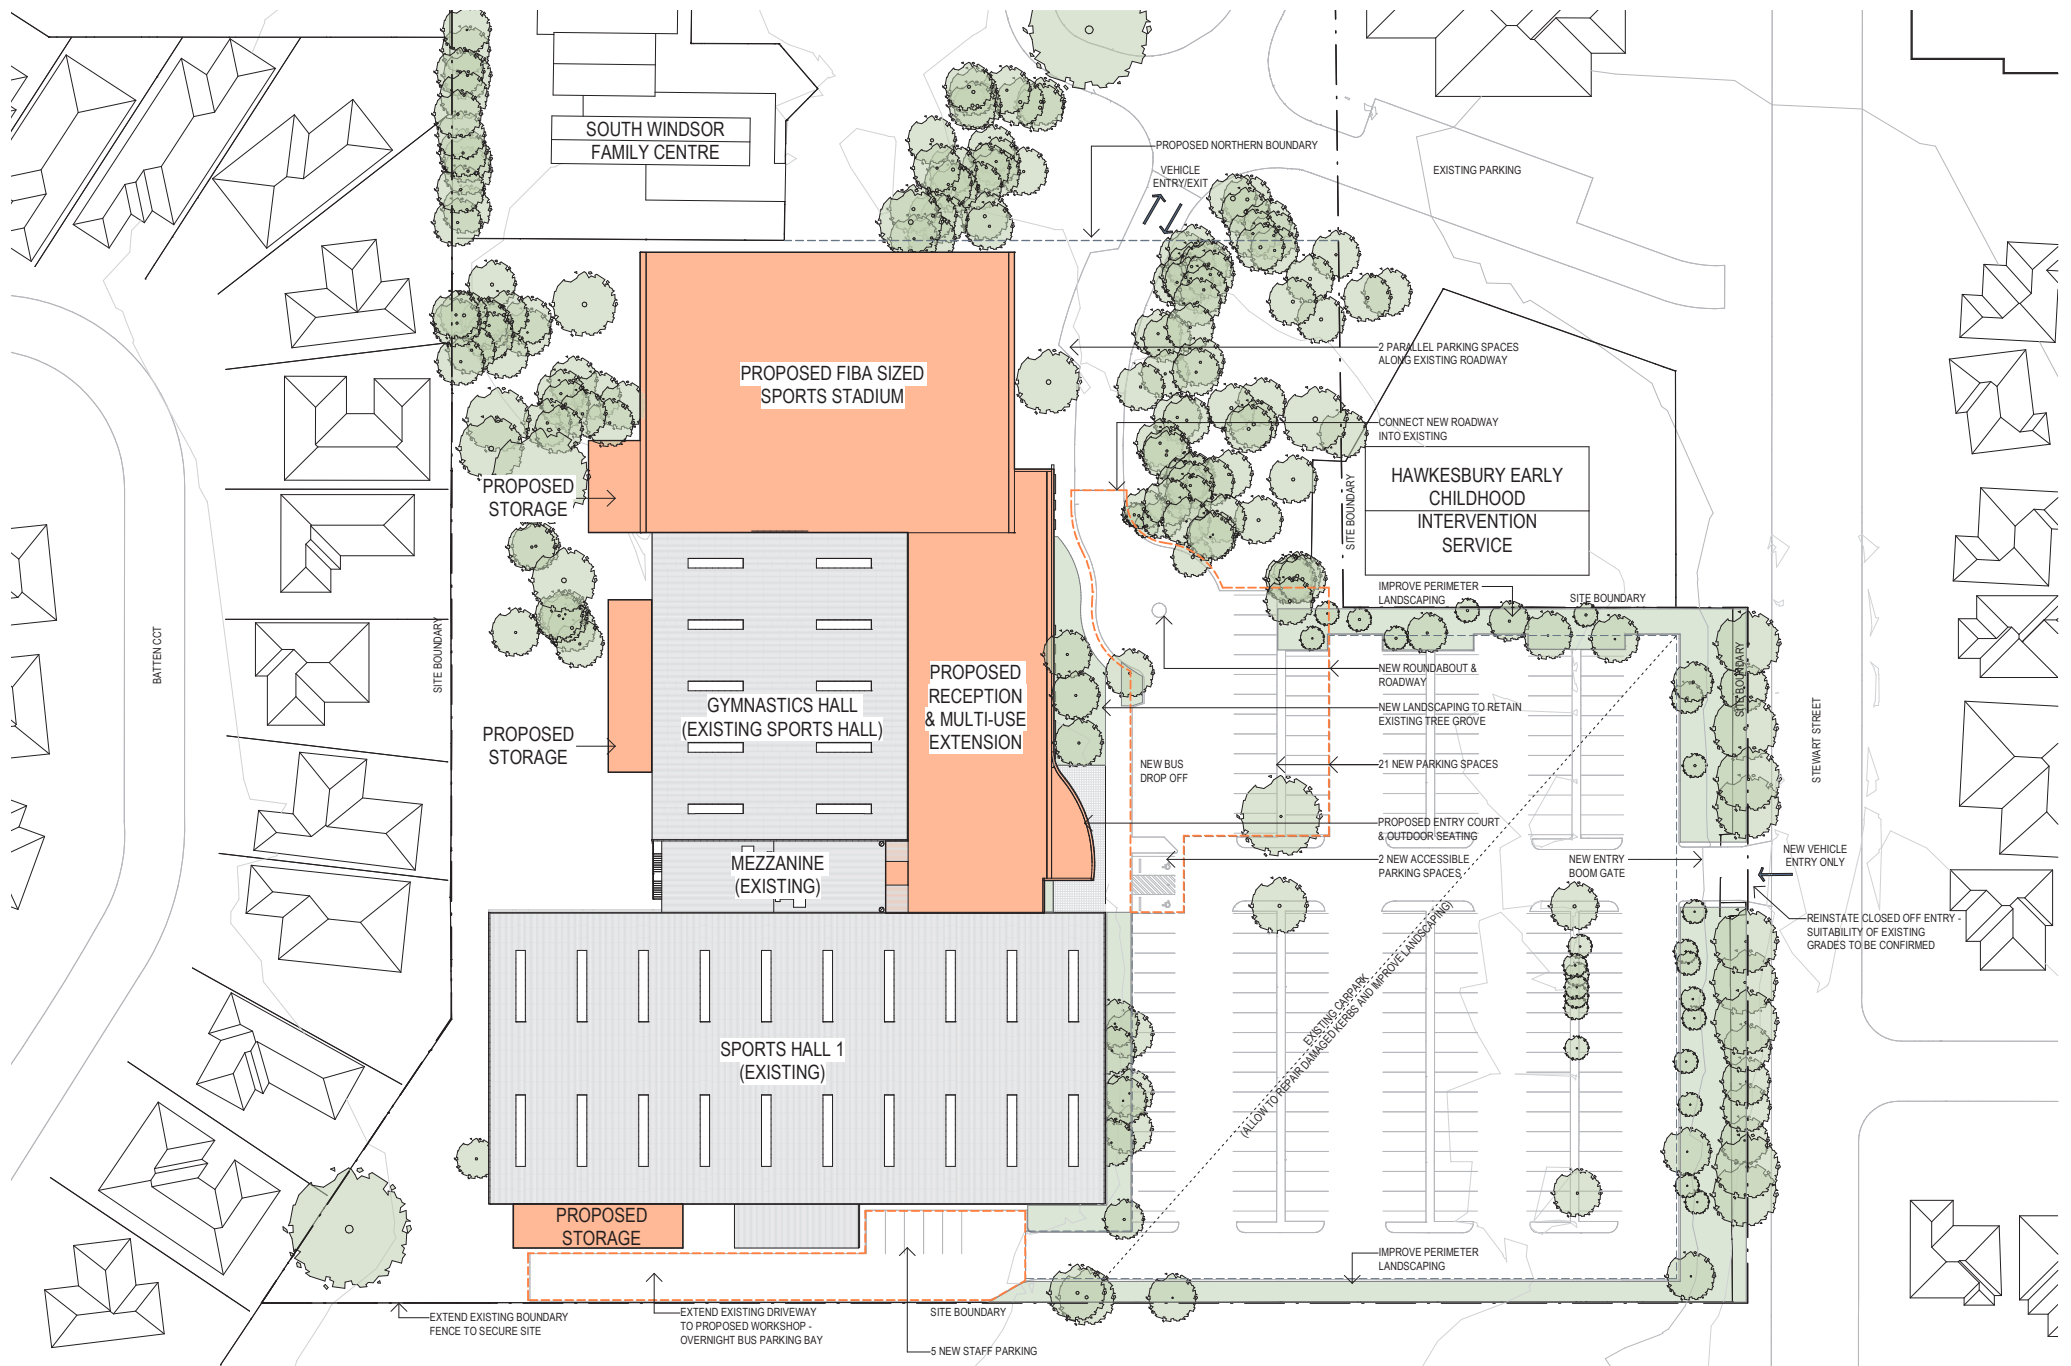 SOUTH WINDSOR
FAMILY CENTRE
PROPOSED NORTHERN BOUNDARY
VEHICLE
ENTRY/EXIT
EXISTING PARKING
2 PARALLEL PARKING SPACES
ALONG EXISTING ROADWAY
PROPOSED FIBA SIZED
SPORTS STADIUM
CONNECT NEW ROADWAY
INTO EXISTING
HAWKESBURY EARLY
CHILDHOOD
INTERVENTION
SERVICE
SITE BOUNDARY
PROPOSED
STORAGE
IMPROVE PERIMETER
LANDSCAPING
SITE BOUNDARY
BATTEN CCT
SITE BOUNDARY
PROPOSED
RECEPTION
& MULTI-USE
EXTENSION
NEW ROUNDABOUT &
ROADWAY
SITE BOUNDARY
STEWART STREET
GYMNASTICS HALL
(EXISTING SPORTS HALL)
NEW LANDSCAPING TO RETAIN
EXISTING TREE GROVE
PROPOSED
STORAGE
NEW BUS
DROP OFF
21 NEW PARKING SPACES
PROPOSED ENTRY COURT
& OUTDOOR SEATING
MEZZANINE
(EXISTING)
2 NEW ACCESSIBLE
PARKING SPACES
NEW ENTRY
BOOM GATE
NEW VEHICLE
ENTRY ONLY
REINSTATE CLOSED OFF ENTRY -
SUITABILITY OF EXISTING
GRADES TO BE CONFIRMED
EXISTING CARPARK
(ALLOW TO REPAIR DAMAGED KERBS AND IMPROVE LANDSCAPING)
SPORTS HALL 1
(EXISTING)
PROPOSED
STORAGE
IMPROVE PERIMETER
LANDSCAPING
EXTEND EXISTING BOUNDARY
FENCE TO SECURE SITE
EXTEND EXISTING DRIVEWAY
TO PROPOSED WORKSHOP -
OVERNIGHT BUS PARKING BAY
SITE BOUNDARY
5 NEW STAFF PARKING